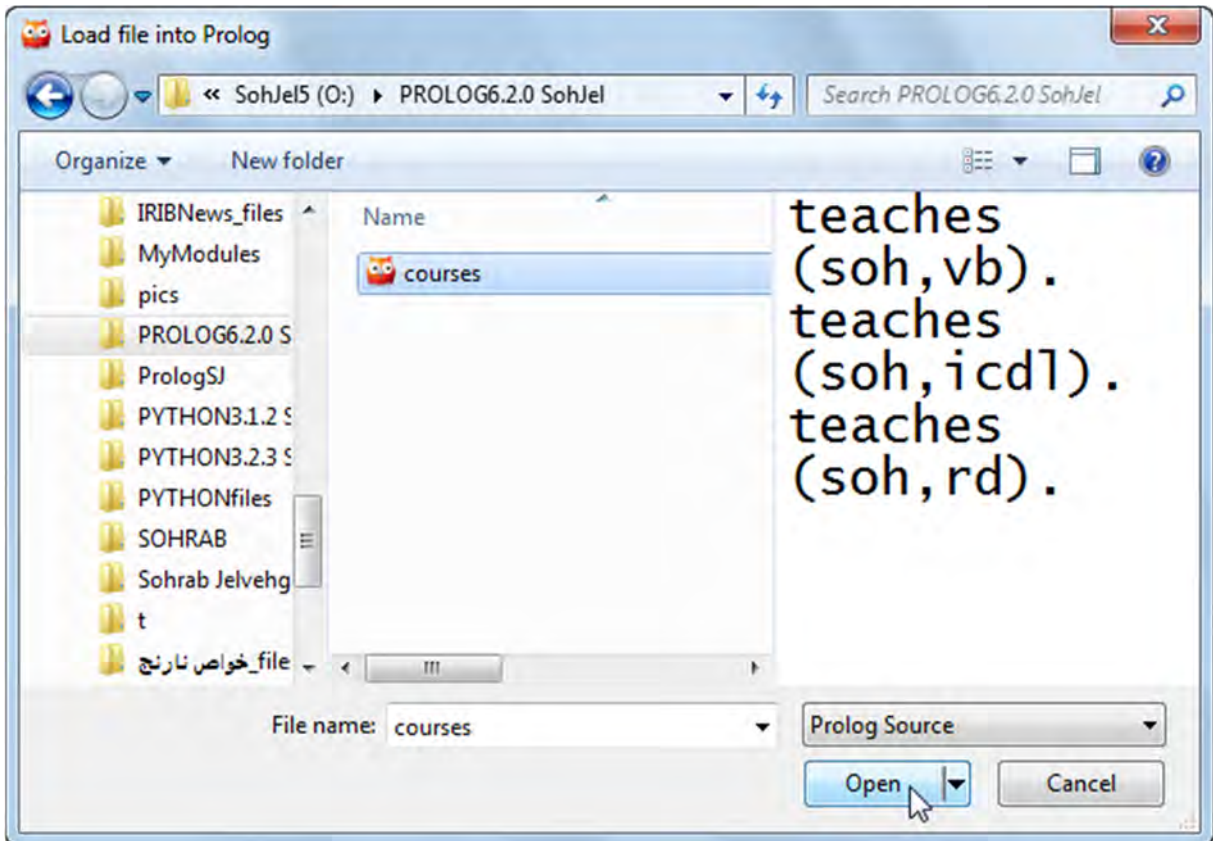 Load file into Prolog
« SohJel5 (O:) ▸ PROLOG6.2.0 SohJel
Search PROLOG6.2.0 SohJel
Organize
New folder
IRIBNews_files
MyModules
pics
PROLOG6.2.0 S
PrologSJ
PYTHON3.1.2 S
PYTHON3.2.3 S
PYTHONfiles
SOHRAB
Sohrab Jelvehg
t
خواص نارنج_file
Name
courses
teaches
(soh,vb).
teaches
(soh,icdl).
teaches
(soh,rd).
File name:
courses
Prolog Source
Open
Cancel